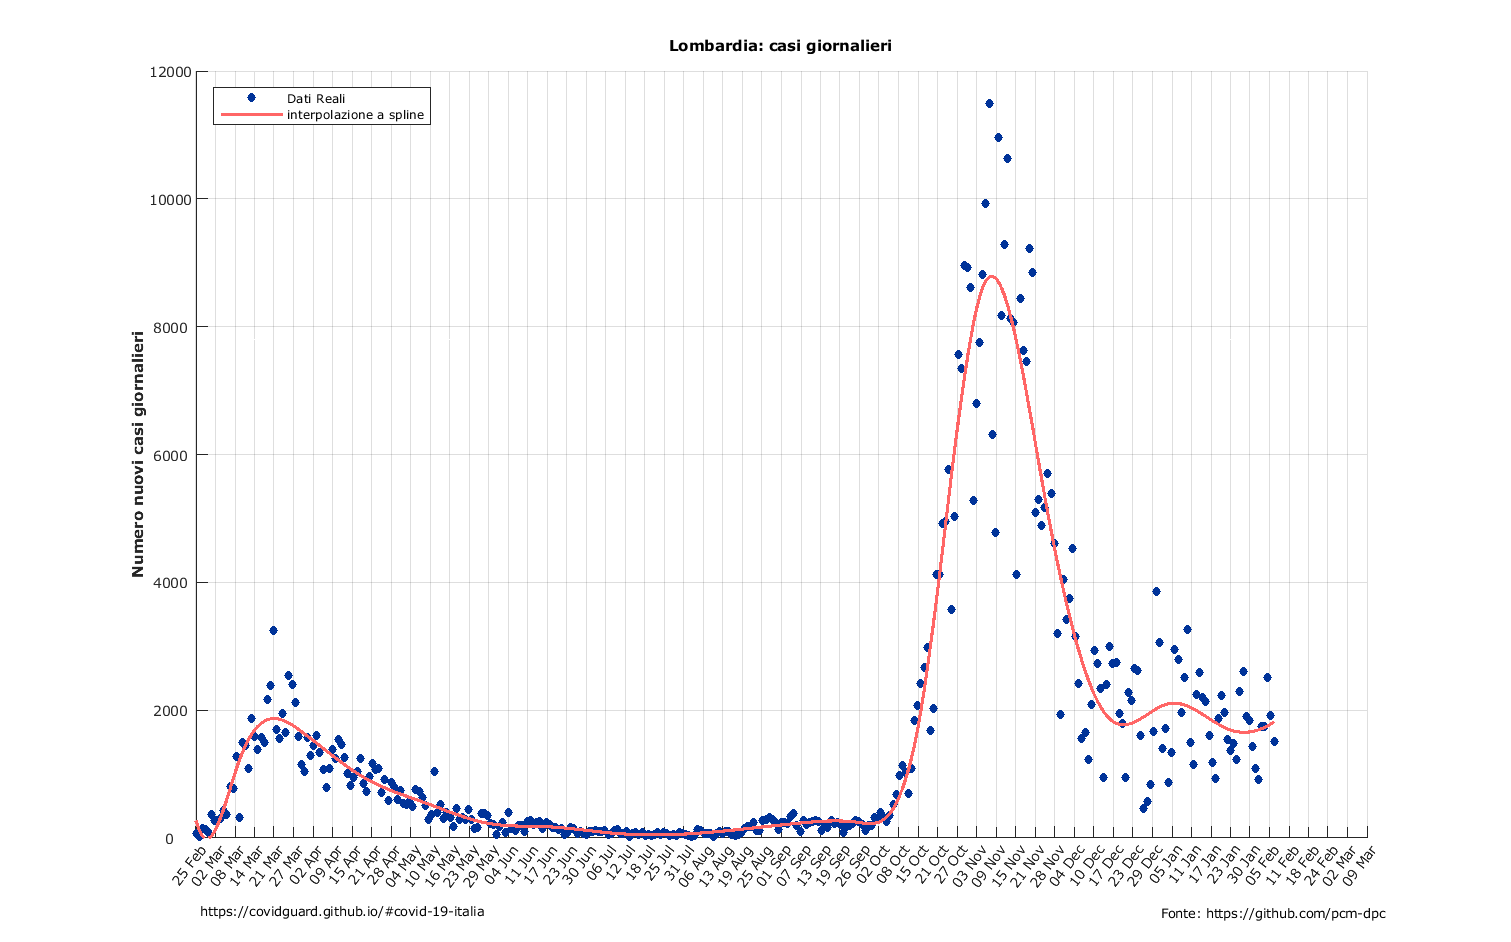 Lombardia: casi giornalieri
12000
10000
8000
6000
4000
2000
0
Numero nuovi casi giornalieri
Dati Reali
interpolazione a spline
25 Feb
02 Mar
08 Mar
14 Mar
21 Mar
27 Mar
02 Apr
09 Apr
15 Apr
21 Apr
28 Apr
04 May
10 May
16 May
23 May
29 May
04 Jun
11 Jun
17 Jun
23 Jun
30 Jun
06 Jul
12 Jul
18 Jul
25 Jul
31 Jul
06 Aug
13 Aug
19 Aug
25 Aug
01 Sep
07 Sep
13 Sep
19 Sep
26 Sep
02 Oct
08 Oct
15 Oct
21 Oct
27 Oct
03 Nov
09 Nov
15 Nov
21 Nov
28 Nov
04 Dec
10 Dec
17 Dec
23 Dec
29 Dec
05 Jan
11 Jan
17 Jan
23 Jan
30 Jan
05 Feb
11 Feb
18 Feb
24 Feb
02 Mar
09 Mar
https://covidguard.github.io/#covid-19-italia
Fonte: https://github.com/pcm-dpc